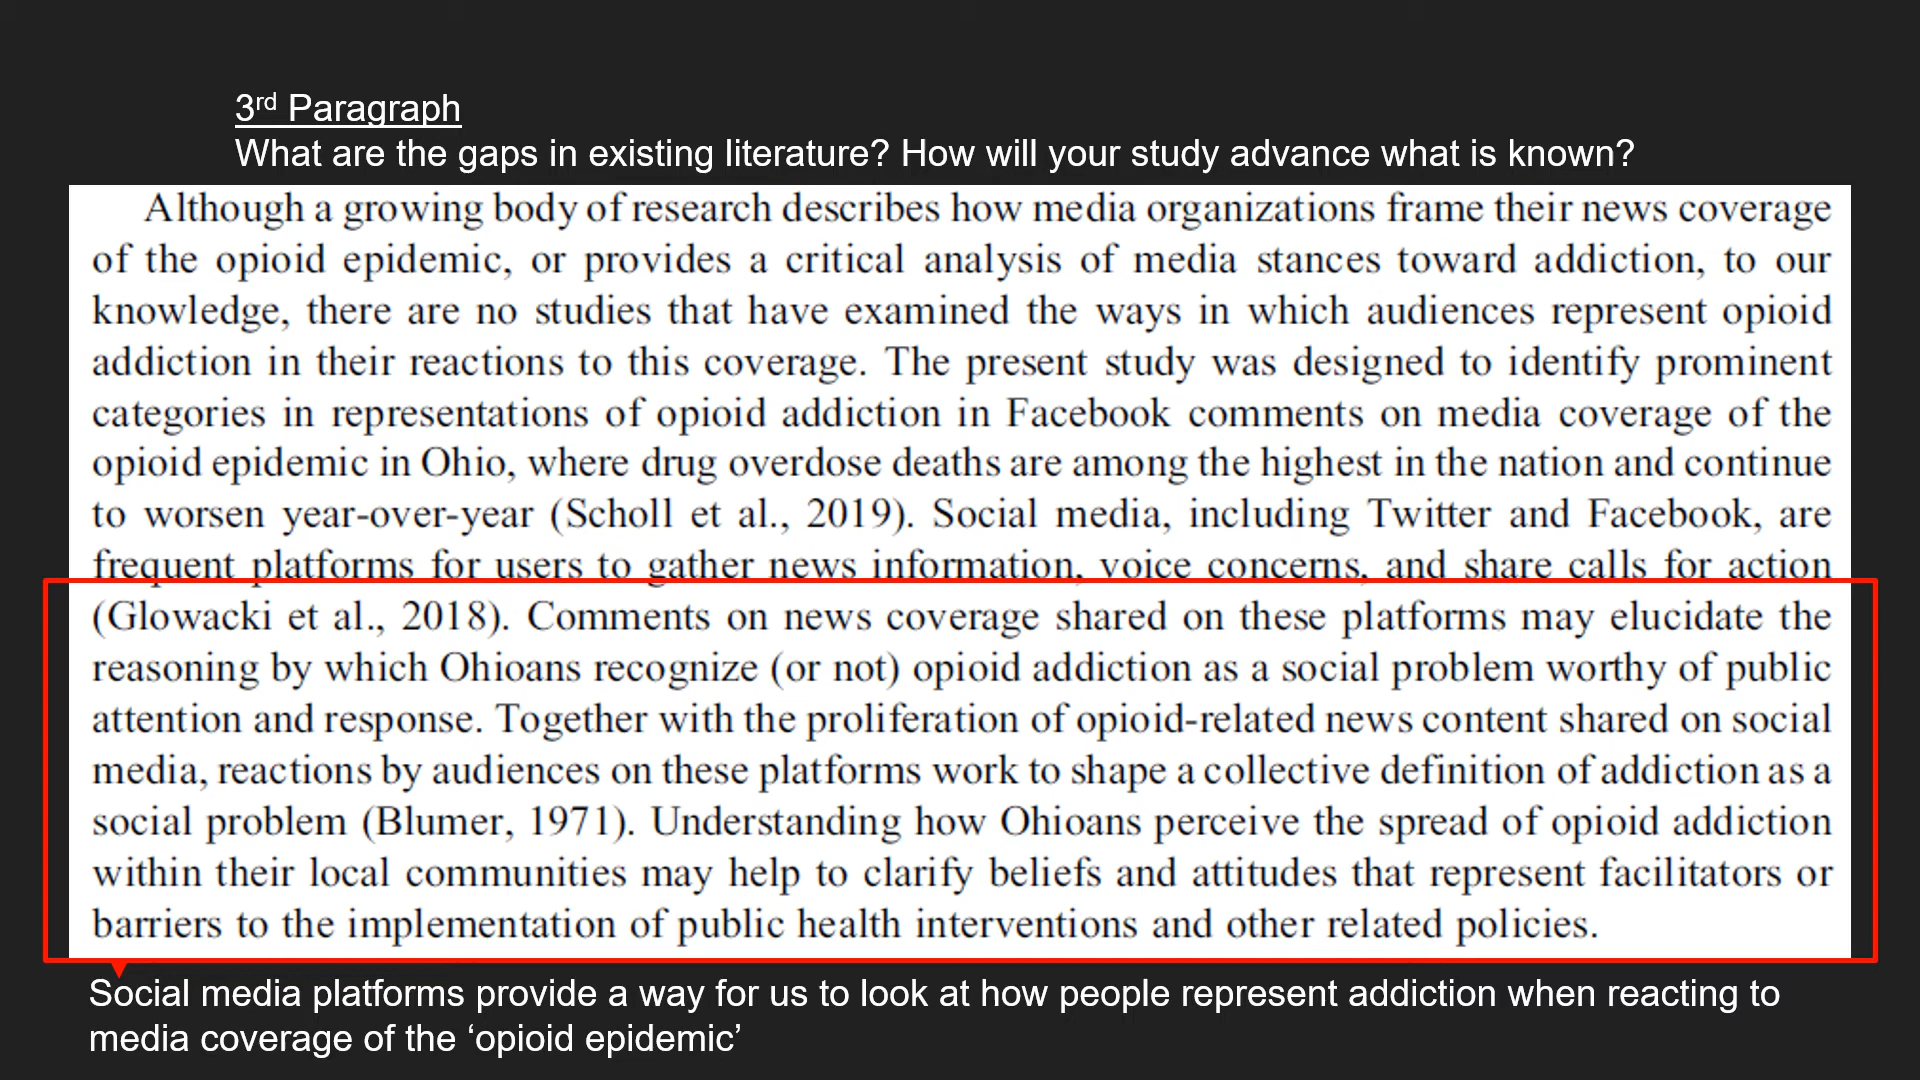 3rd Paragraph
What are the gaps in existing literature? How will your study advance what is known?
Although a growing body of research describes how media organizations frame their news coverage
of the opioid epidemic, or provides a critical analysis of media stances toward addiction, to our
knowledge, there are no studies that have examined the ways in which audiences represent opioid
addiction in their reactions to this coverage. The present study was designed to identify prominent
categories in representations of opioid addiction in Facebook comments on media coverage of the
opioid epidemic in Ohio, where drug overdose deaths are among the highest in the nation and continue
to worsen year-over-year (Scholl et al., 2019). Social media, including Twitter and Facebook, are
frequent platforms for users to gather news information, voice concerns, and share calls for action
(Glowacki et al., 2018). Comments on news coverage shared on these platforms may elucidate the
reasoning by which Ohioans recognize (or not) opioid addiction as a social problem worthy of public
attention and response. Together with the proliferation of opioid-related news content shared on social
media, reactions by audiences on these platforms work to shape a collective definition of addiction as a
social problem (Blumer, 1971). Understanding how Ohioans perceive the spread of opioid addiction
within their local communities may help to clarify beliefs and attitudes that represent facilitators or
barriers to the implementation of public health interventions and other related policies.
Social media platforms provide a way for us to look at how people represent addiction when reacting to
media coverage of the ‘opioid epidemic’